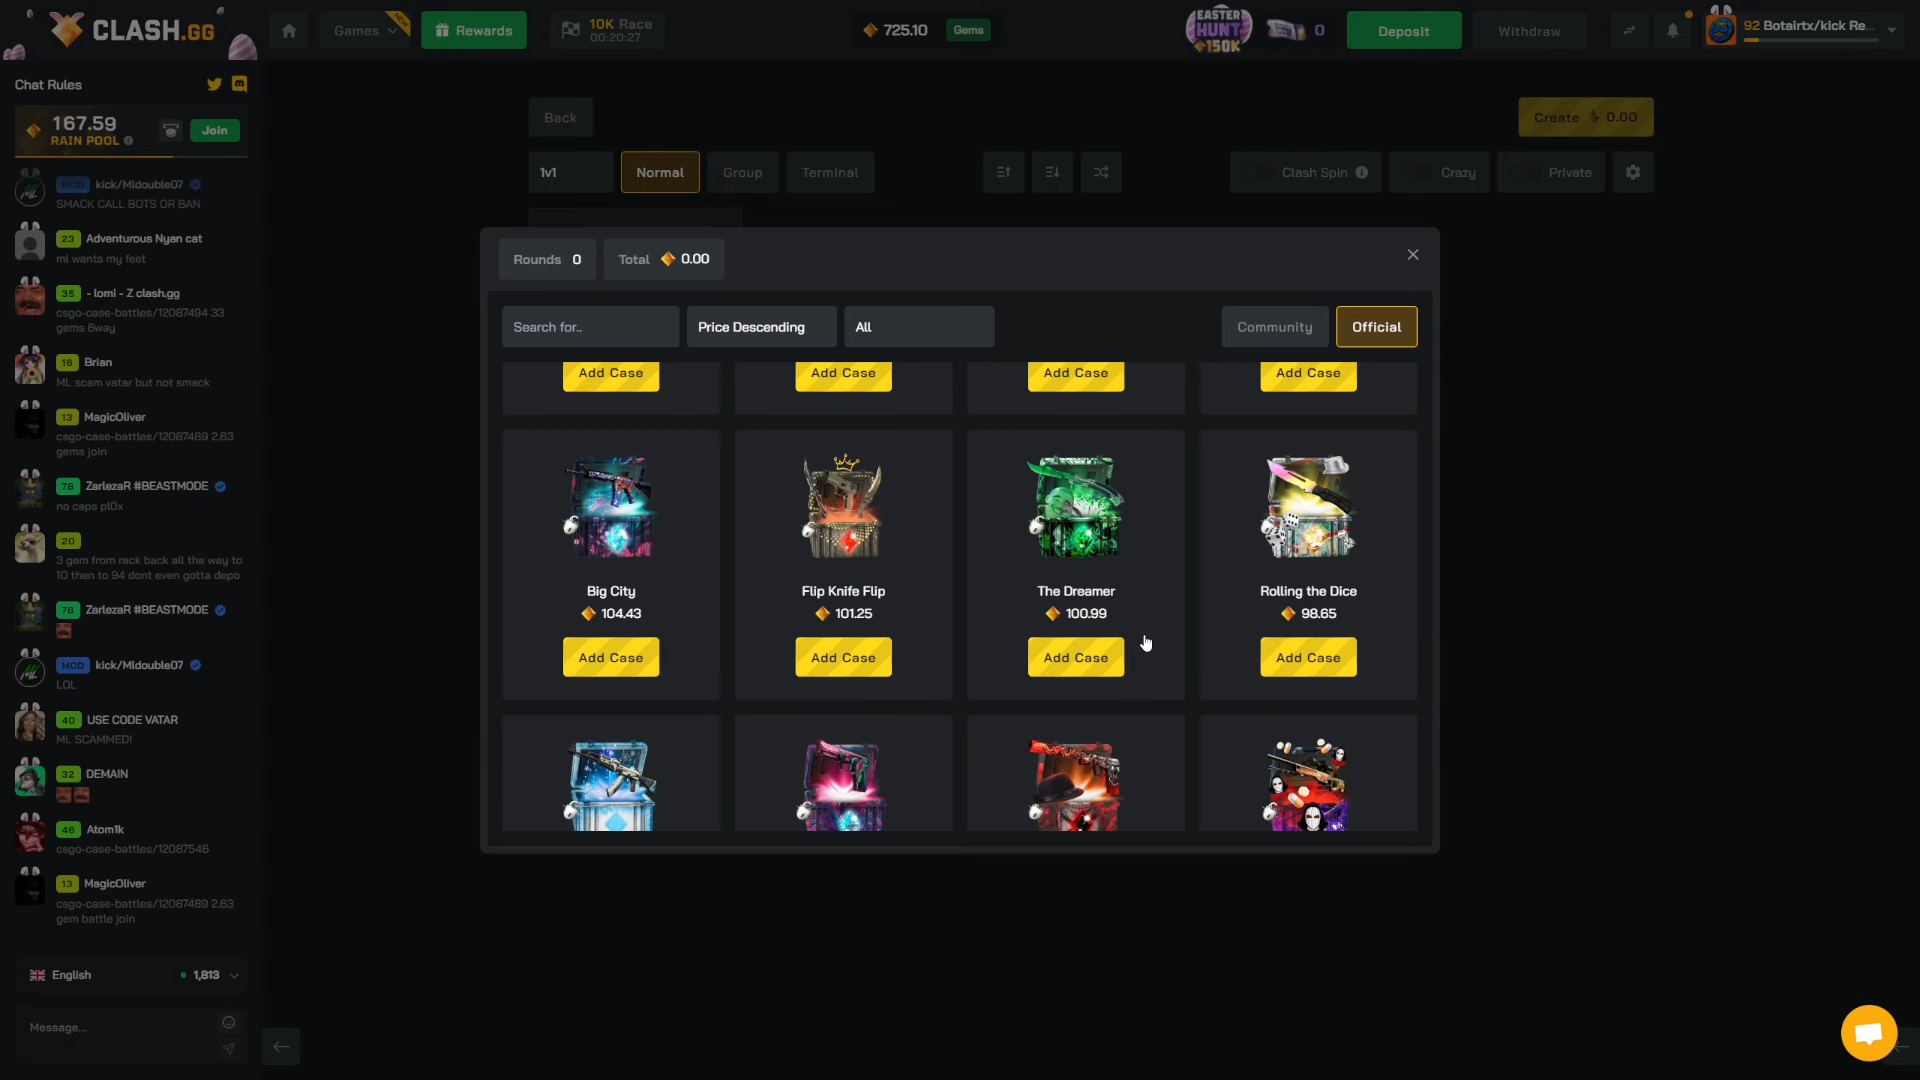 CLASH.GG
Games
NEW
Rewards
10K Race
00:20:27
725.10
Gems
EASTER
HUNT
150K
0
Deposit
Withdraw
92 Botairtx/kick Re...
Chat Rules
167.59
RAIN POOL
Join
MOD kick/Mldouble07
SMACK CALL BOTS OR BAN
23 Adventurous Nyan cat
ml wants my feet
35 - lomi - Z clash.gg
csgo-case-battles/12087494 33
gems 6way
16 Brian
ML scam vatar but not smack
13 MagicOliver
csgo-case-battles/12087489 2.63
gems join
78 ZarlezaR #BEASTMODE
no caps pl0x
20
3 gem from rack back all the way to
10 then to 94 dont even gotta depo
78 ZarlezaR #BEASTMODE
MOD kick/Mldouble07
LOL
40 USE CODE VATAR
ML SCAMMED!
32 DEMAIN
46 Atom1k
csgo-case-battles/12087546
13 MagicOliver
csgo-case-battles/12087489 2.63
gem battle join
English
1,813
Message...
Back
Create 0.00
1v1
Normal
Group
Terminal
Clash Spin
Crazy
Private
Rounds 0
Total 0.00
Search for..
Price Descending
All
Community
Official
Add Case
Add Case
Add Case
Add Case
Big City
104.43
Add Case
Flip Knife Flip
101.25
Add Case
The Dreamer
100.99
Add Case
Rolling the Dice
98.65
Add Case